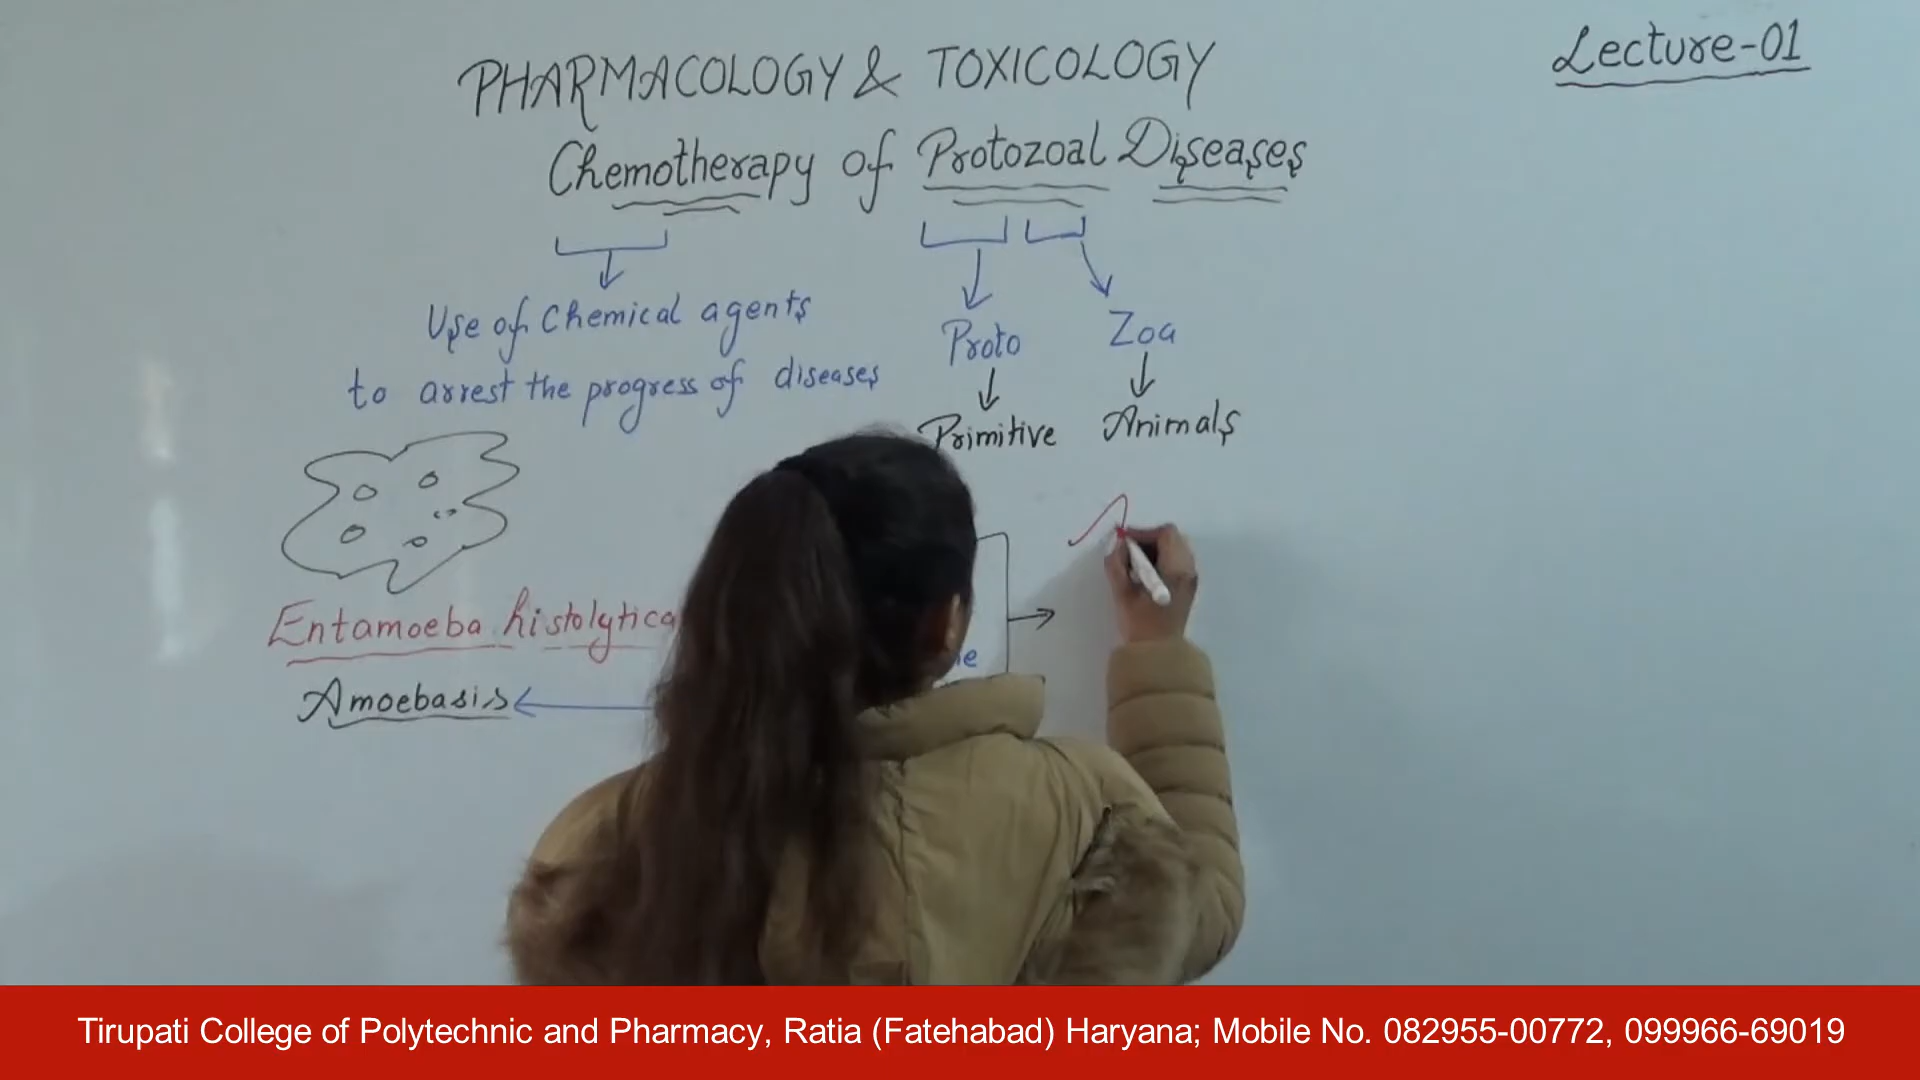 Lecture-01
PHARMACOLOGY & TOXICOLOGY
Chemotherapy of Protozoal Diseases
Use of Chemical agents
to arrest the progress of diseases
Proto
Zoa
Primitive
Animals
Entamoeba histolytica
Amoebasis
Tirupati College of Polytechnic and Pharmacy, Ratia (Fatehabad) Haryana; Mobile No. 082955-00772, 099966-69019